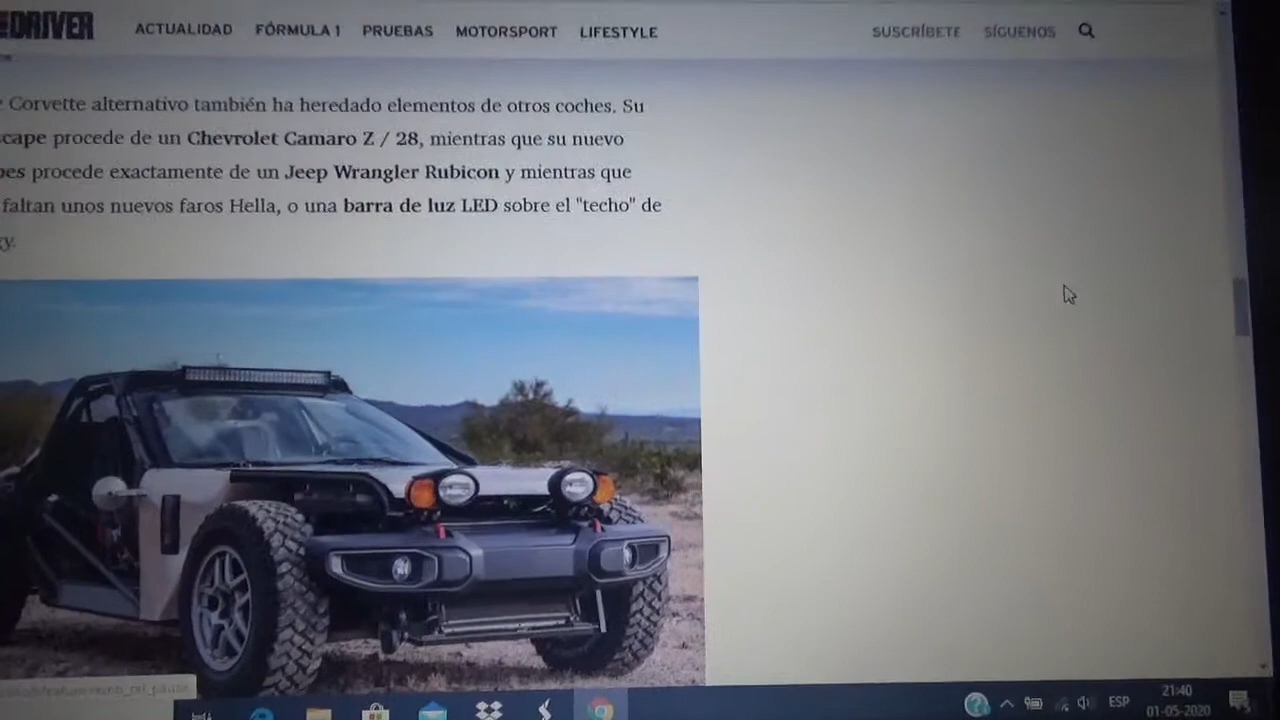 DRIVER
ACTUALIDAD FÓRMULA 1 PRUEBAS MOTORSPORT LIFESTYLE SUSCRÍBETE SÍGUENOS
Corvette alternativo también ha heredado elementos de otros coches. Su
cape procede de un Chevrolet Camaro Z / 28, mientras que su nuevo
es procede exactamente de un Jeep Wrangler Rubicon y mientras que
faltan unos nuevos faros Hella, o una barra de luz LED sobre el "techo" de
y.
ESP
21:40
01-05-2020